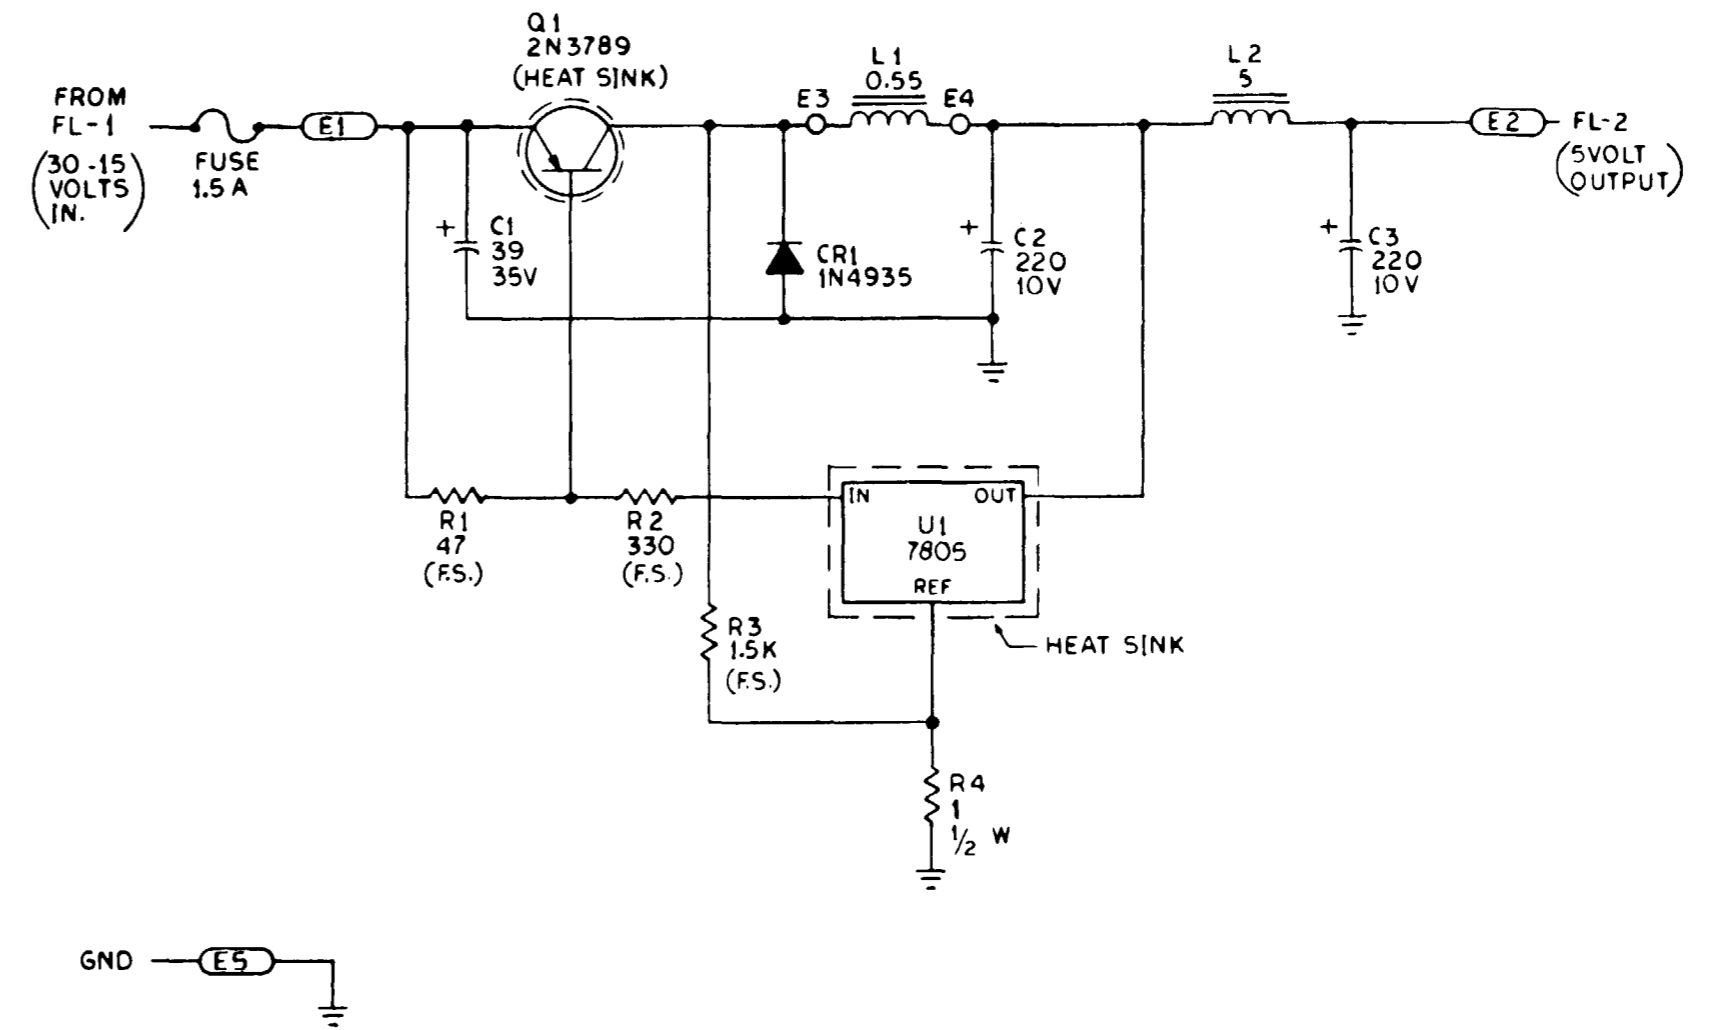 Q1
2N3789
(HEAT SINK)
FROM
FL-1
(30-15
VOLTS
IN.)
FUSE
1.5A
E1
E3
L1
0.55
E4
L2
5
E2
FL-2
(5VOLT
OUTPUT)
+ C1
39
35V
CR1
1N4935
+ C2
220
10V
+ C3
220
10V
R1
47
(F.S.)
R2
330
(F.S.)
IN
OUT
U1
7805
REF
HEAT SINK
R3
1.5K
(F.S.)
R4
1
1/2 W
GND
E5